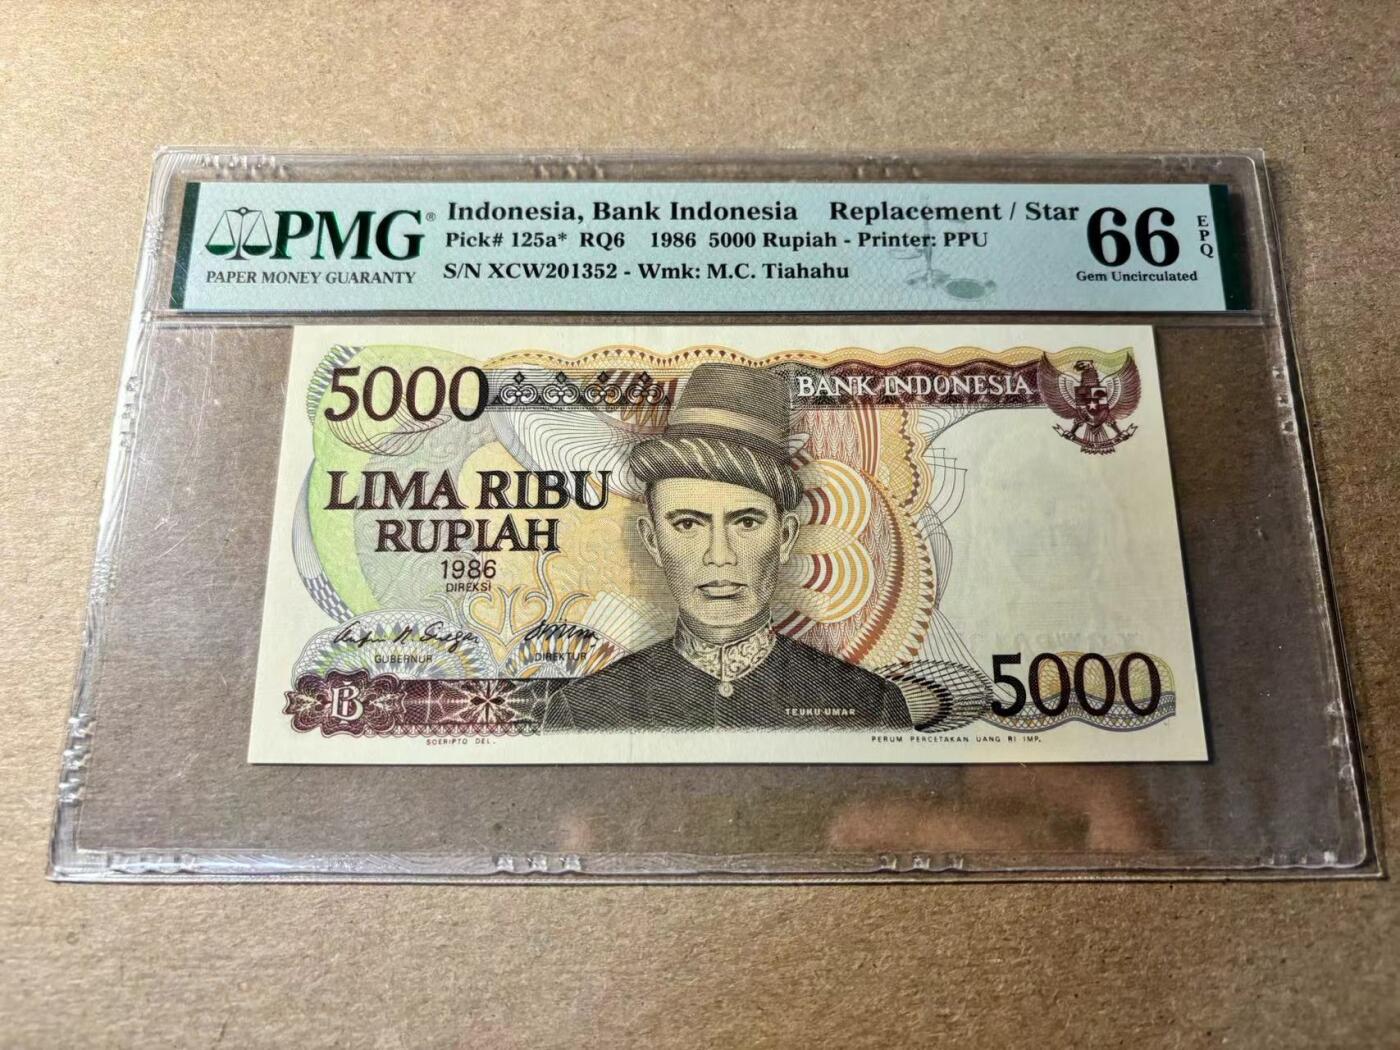 PMG®
PAPER MONEY GUARANTY
Indonesia, Bank Indonesia Replacement / Star
Pick# 125a* RQ6 1986 5000 Rupiah - Printer: PPU
S/N XCW201352 - Wmk: M.C. Tiahahu
66
EPQ
Gem Uncirculated
5000
BANK INDONESIA
LIMA RIBU
RUPIAH
1986
DIREKSI
GUBERNUR
DIREKTUR
TEUKU UMAR
5000
SOERIPTO DEL.
PERUM PERCETAKAN UANG RI IMP.